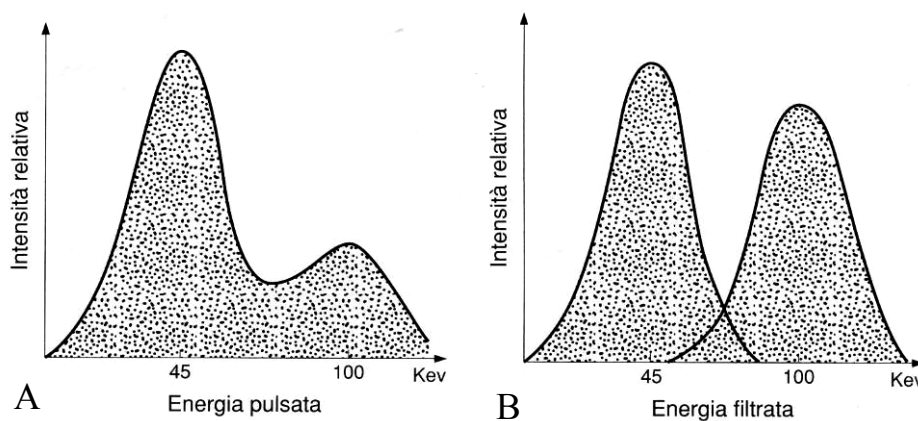 Intensità relativa
45
100
Kev
Energia pulsata
A
Intensità relativa
45
100
Kev
Energia filtrata
B